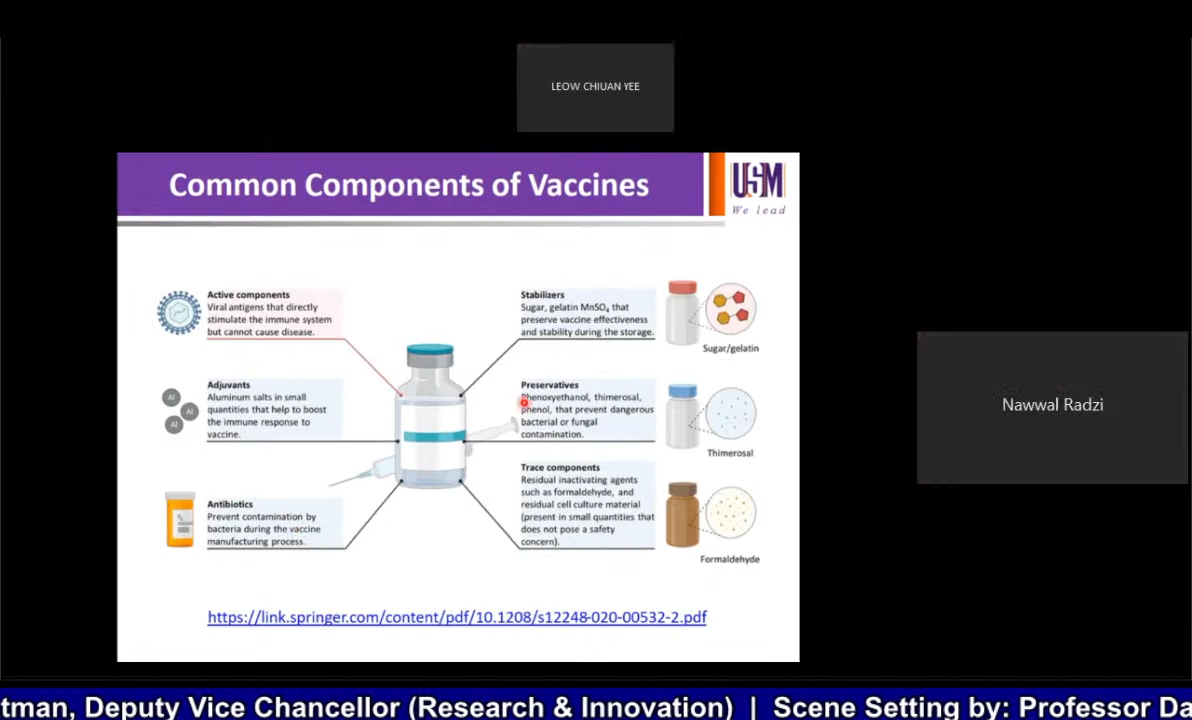 LEOW CHIUAN YEE
Common Components of Vaccines
USM
We lead
Active components
Viral antigens that directly
stimulate the immune system
but cannot cause disease.
Adjuvants
Aluminum salts in small
quantities that help to boost
the immune response to
vaccine.
Al
Al
Al
Antibiotics
Prevent contamination by
bacteria during the vaccine
manufacturing process.
Stabilizers
Sugar, gelatin MnSO₄ that
preserve vaccine effectiveness
and stability during the storage.
Sugar/gelatin
Preservatives
Phenoxyethanol, thimerosal,
phenol, that prevent dangerous
bacterial or fungal
contamination.
Thimerosal
Trace components
Residual inactivating agents
such as formaldehyde, and
residual cell culture material
(present in small quantities that
does not pose a safety
concern).
Formaldehyde
https://link.springer.com/content/pdf/10.1208/s12248-020-00532-2.pdf
Nawwal Radzi
tman, Deputy Vice Chancellor (Research & Innovation) | Scene Setting by: Professor Da